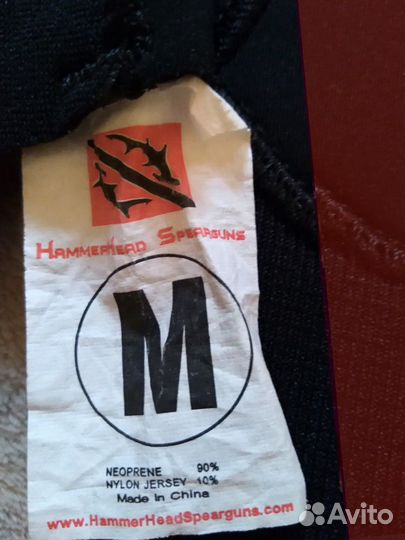 HAMMERHEAD SPEARGUNS
M
NEOPRENE 90%
NYLON JERSEY 10%
Made In China
www.HammerHeadSpearguns.com
Avito